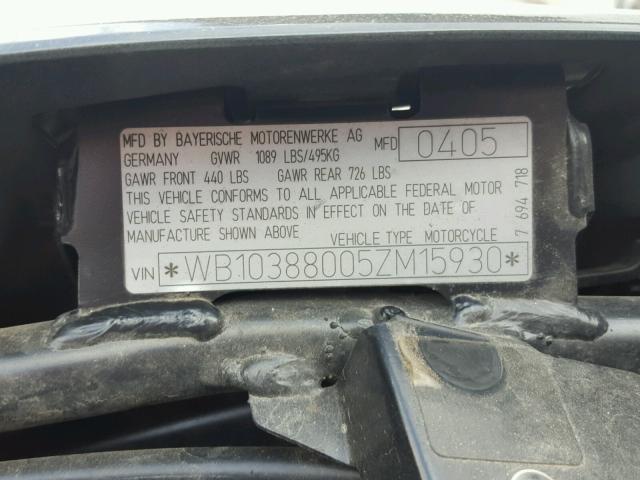 MFD BY BAYERISCHE MOTORENWERKE AG MFD 0405
GERMANY GVWR 1089 LBS/495KG
GAWR FRONT 440 LBS GAWR REAR 726 LBS
THIS VEHICLE CONFORMS TO ALL APPLICABLE FEDERAL MOTOR
VEHICLE SAFETY STANDARDS IN EFFECT ON THE DATE OF
MANUFACTURE SHOWN ABOVE VEHICLE TYPE MOTORCYCLE
VIN *WB10388005ZM15930*
7 694 718